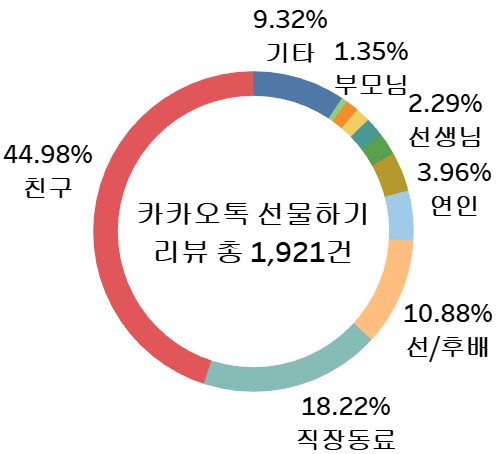 9.32%
기타
1.35%
부모님
2.29%
선생님
3.96%
연인
10.88%
선/후배
18.22%
직장동료
44.98%
친구
카카오톡 선물하기
리뷰 총 1,921건